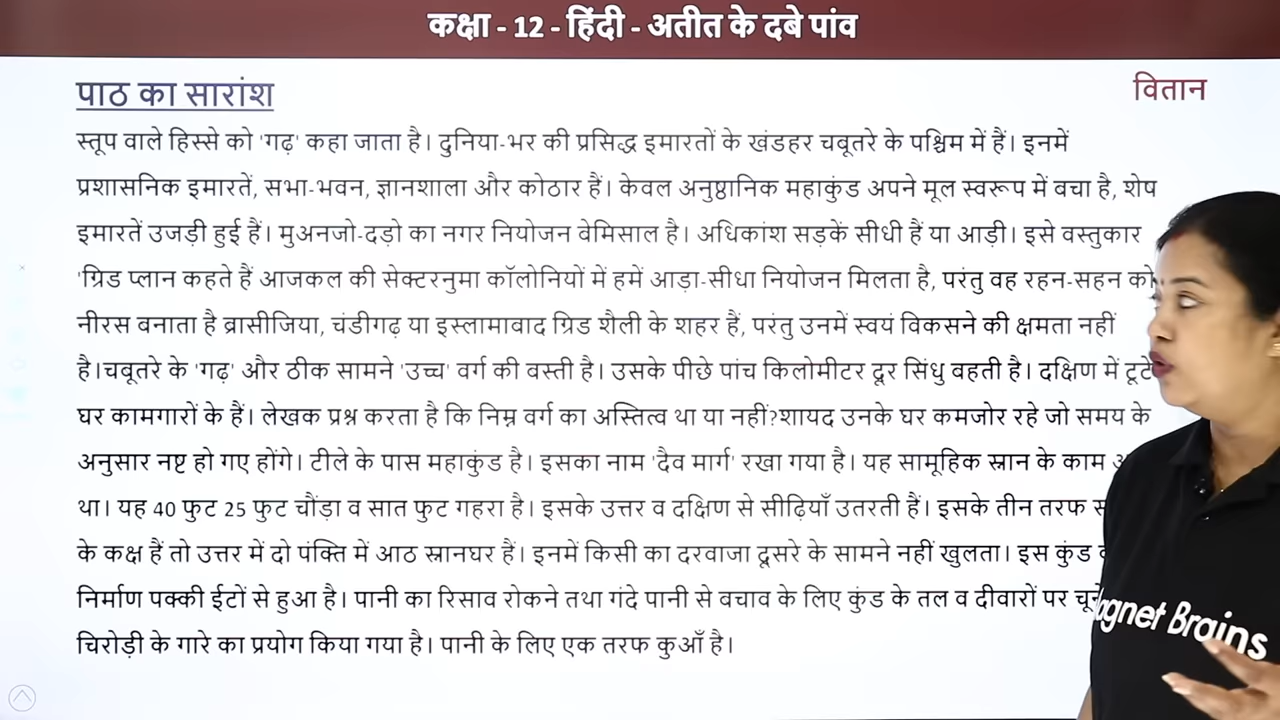 कक्षा - 12 - हिंदी - अतीत के दबे पांव
पाठ का सारांश
वितान
स्तूप वाले हिस्से को 'गढ़' कहा जाता है। दुनिया-भर की प्रसिद्ध इमारतों के खंडहर चबूतरे के पश्चिम में हैं। इनमें
प्रशासनिक इमारतें, सभा-भवन, ज्ञानशाला और कोठार हैं। केवल अनुष्ठानिक महाकुंड अपने मूल स्वरूप में बचा है, शेष
इमारतें उजड़ी हुई हैं। मुअनजो-दड़ो का नगर नियोजन बेमिसाल है। अधिकांश सड़कें सीधी हैं या आड़ी। इसे वस्तुकार
'ग्रिड प्लान कहते हैं आजकल की सेक्टरनुमा कॉलोनियों में हमें आड़ा-सीधा नियोजन मिलता है, परंतु वह रहन-सहन को
नीरस बनाता है ब्रासीजिया, चंडीगढ़ या इस्लामाबाद ग्रिड शैली के शहर हैं, परंतु उनमें स्वयं विकसने की क्षमता नहीं
है।चबूतरे के 'गढ़' और ठीक सामने 'उच्च' वर्ग की बस्ती है। उसके पीछे पांच किलोमीटर दूर सिंधु बहती है। दक्षिण में टूटे
घर कामगारों के हैं। लेखक प्रश्न करता है कि निम्न वर्ग का अस्तित्व था या नहीं?शायद उनके घर कमजोर रहे जो समय के
अनुसार नष्ट हो गए होंगे। टीले के पास महाकुंड है। इसका नाम 'दैव मार्ग' रखा गया है। यह सामूहिक स्नान के काम
था। यह 40 फुट 25 फुट चौंड़ा व सात फुट गहरा है। इसके उत्तर व दक्षिण से सीढ़ियाँ उतरती हैं। इसके तीन तरफ
के कक्ष हैं तो उत्तर में दो पंक्ति में आठ स्नानघर हैं। इनमें किसी का दरवाजा दूसरे के सामने नहीं खुलता। इस कुंड
निर्माण पक्की ईटों से हुआ है। पानी का रिसाव रोकने तथा गंदे पानी से बचाव के लिए कुंड के तल व दीवारों पर
चिरोड़ी के गारे का प्रयोग किया गया है। पानी के लिए एक तरफ कुआँ है।
Magnet Brains